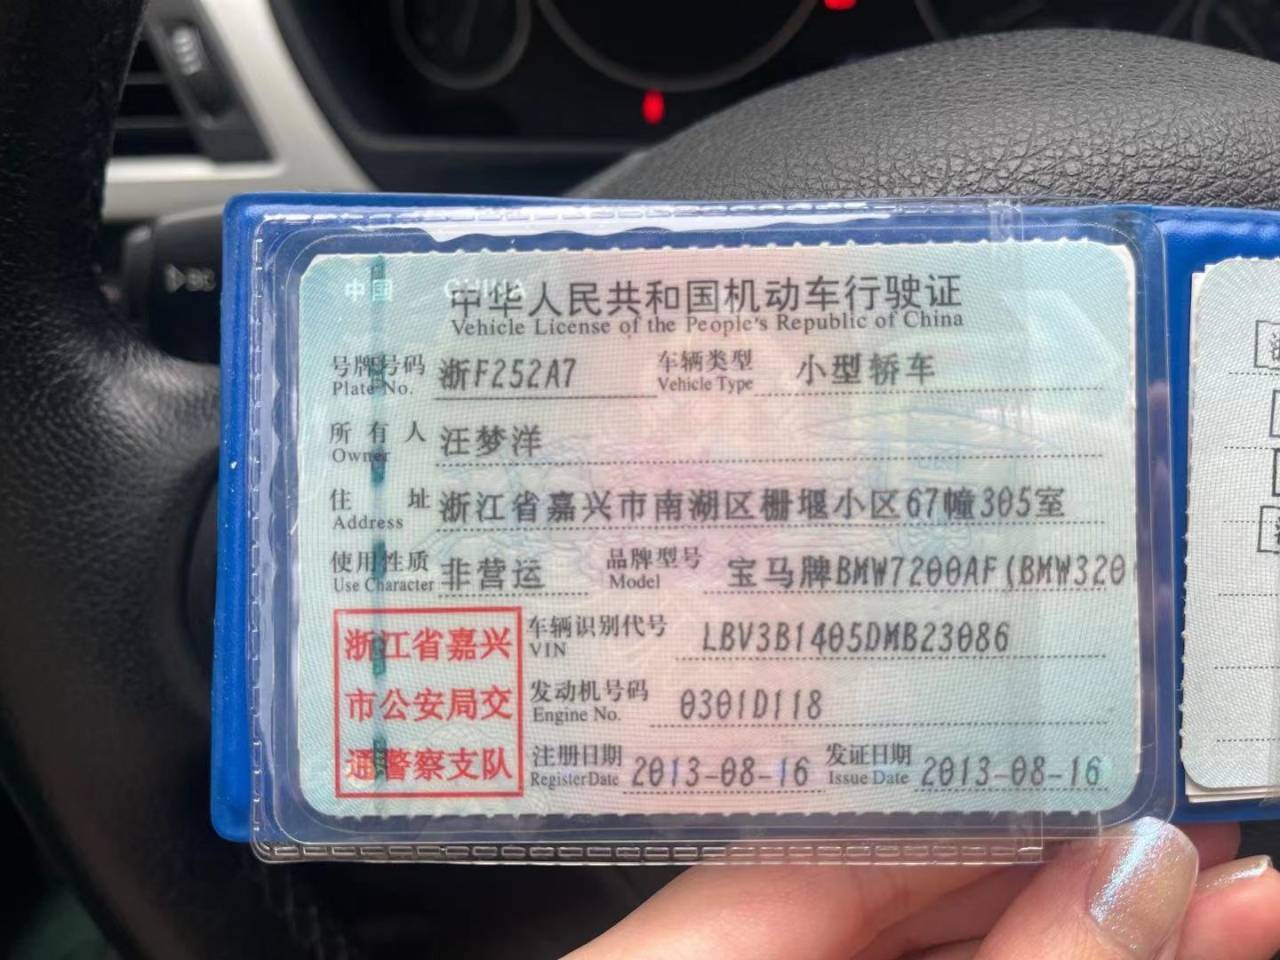 中国 CHINA
中华人民共和国机动车行驶证
Vehicle License of the People's Republic of China
号牌号码 浙F252A7 车辆类型 小型轿车
Plate No. Vehicle Type
所有人 汪梦洋
Owner
住址 浙江省嘉兴市南湖区栅堰小区67幢305室
Address
使用性质 非营运 品牌型号 宝马牌BMW7200AF(BMW320
Use Character Model
浙江省嘉兴
市公安局交
通警察支队
车辆识别代号 LBV3B1405DMB23086
VIN
发动机号码 0301D118
Engine No.
注册日期 2013-08-16 发证日期 2013-08-16
Register Date Issue Date